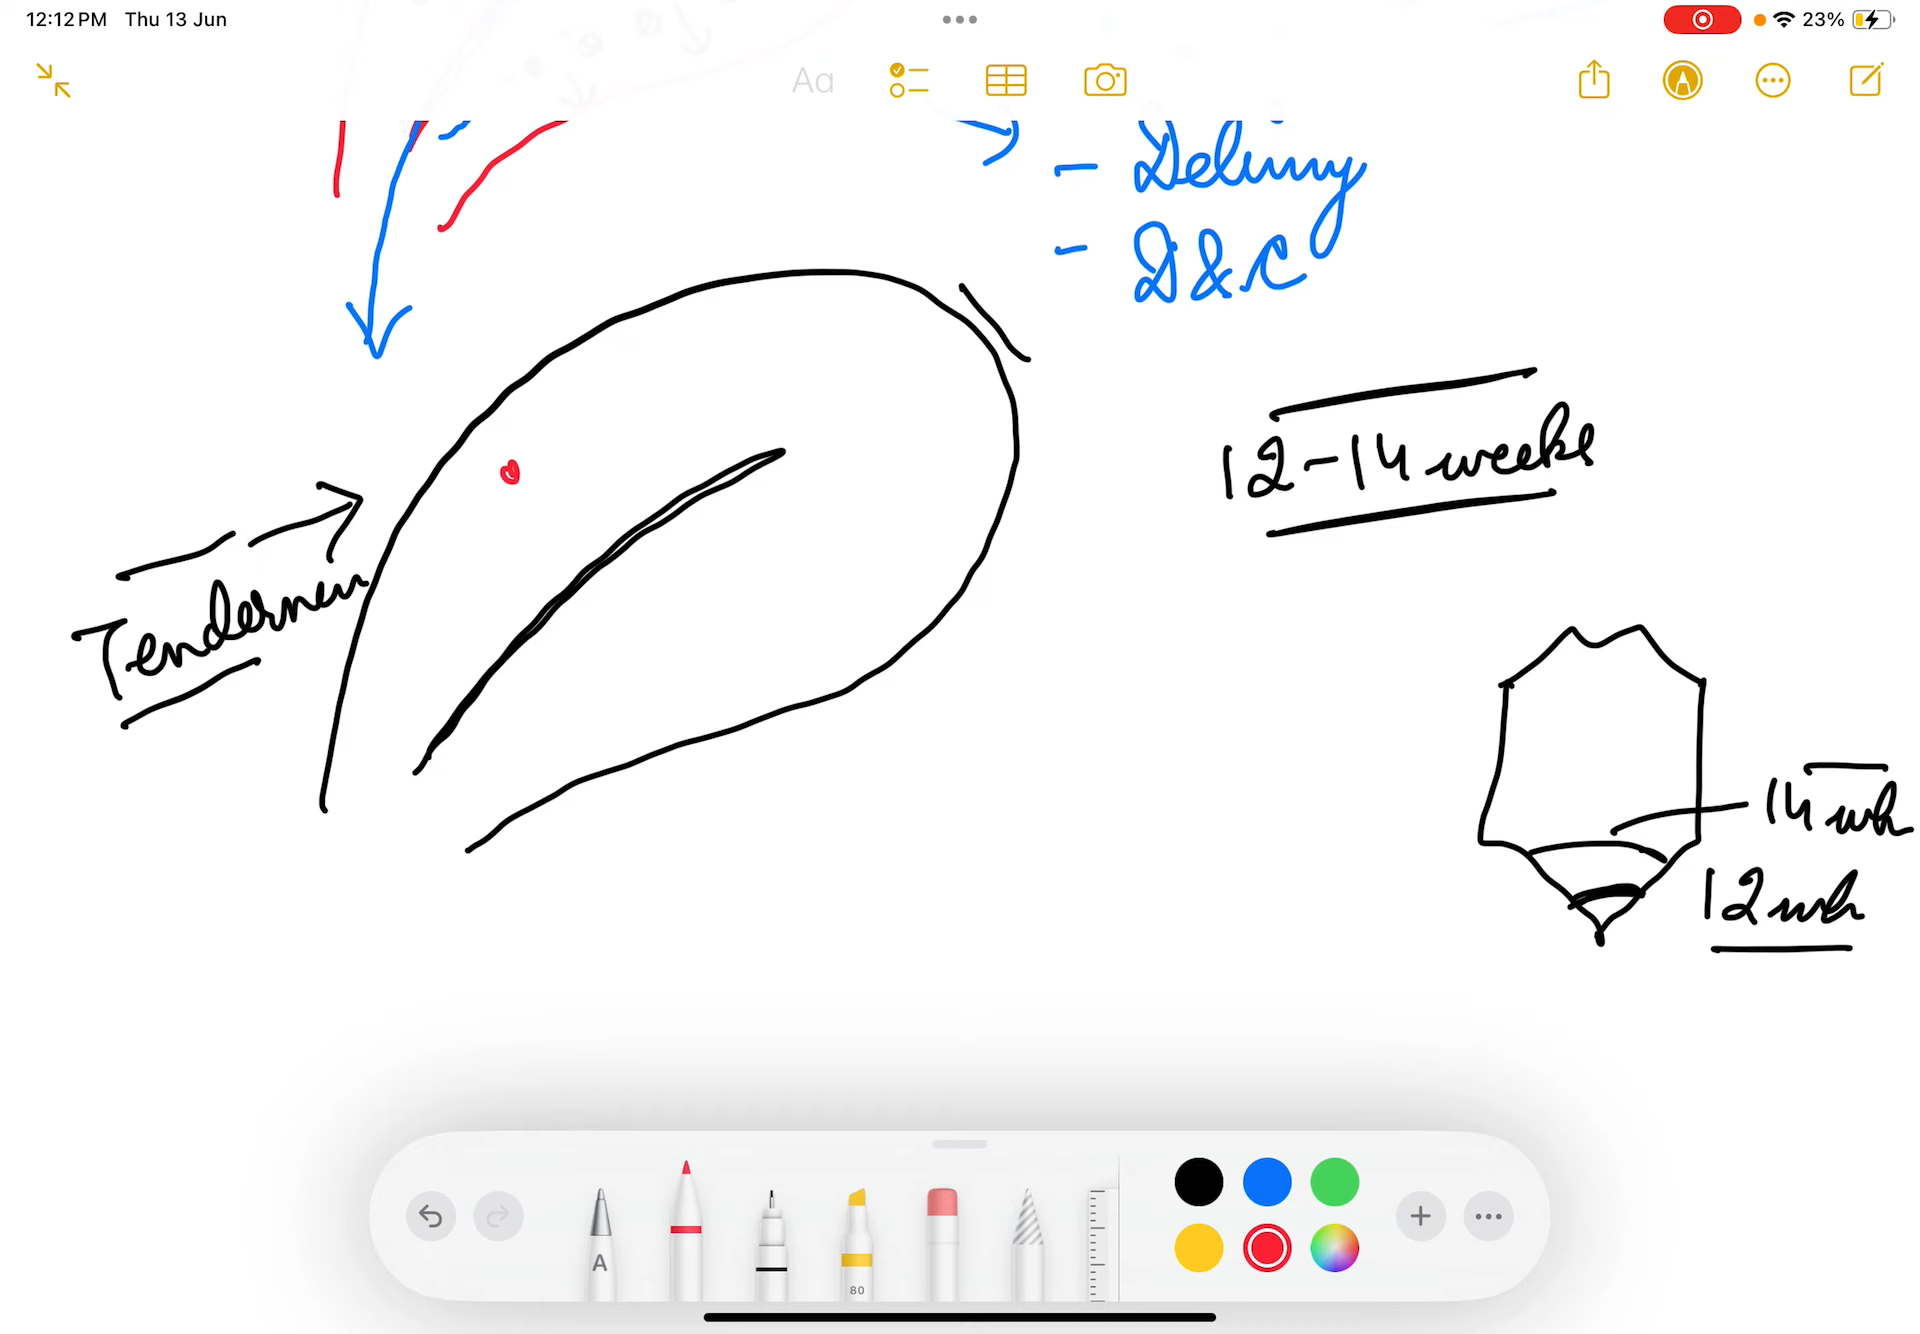 12:12 PM Thu 13 Jun
23%
Aa
- Delivery
- D&C
12-14 weeks
Tenderness
14 wk
12 wk
A
80